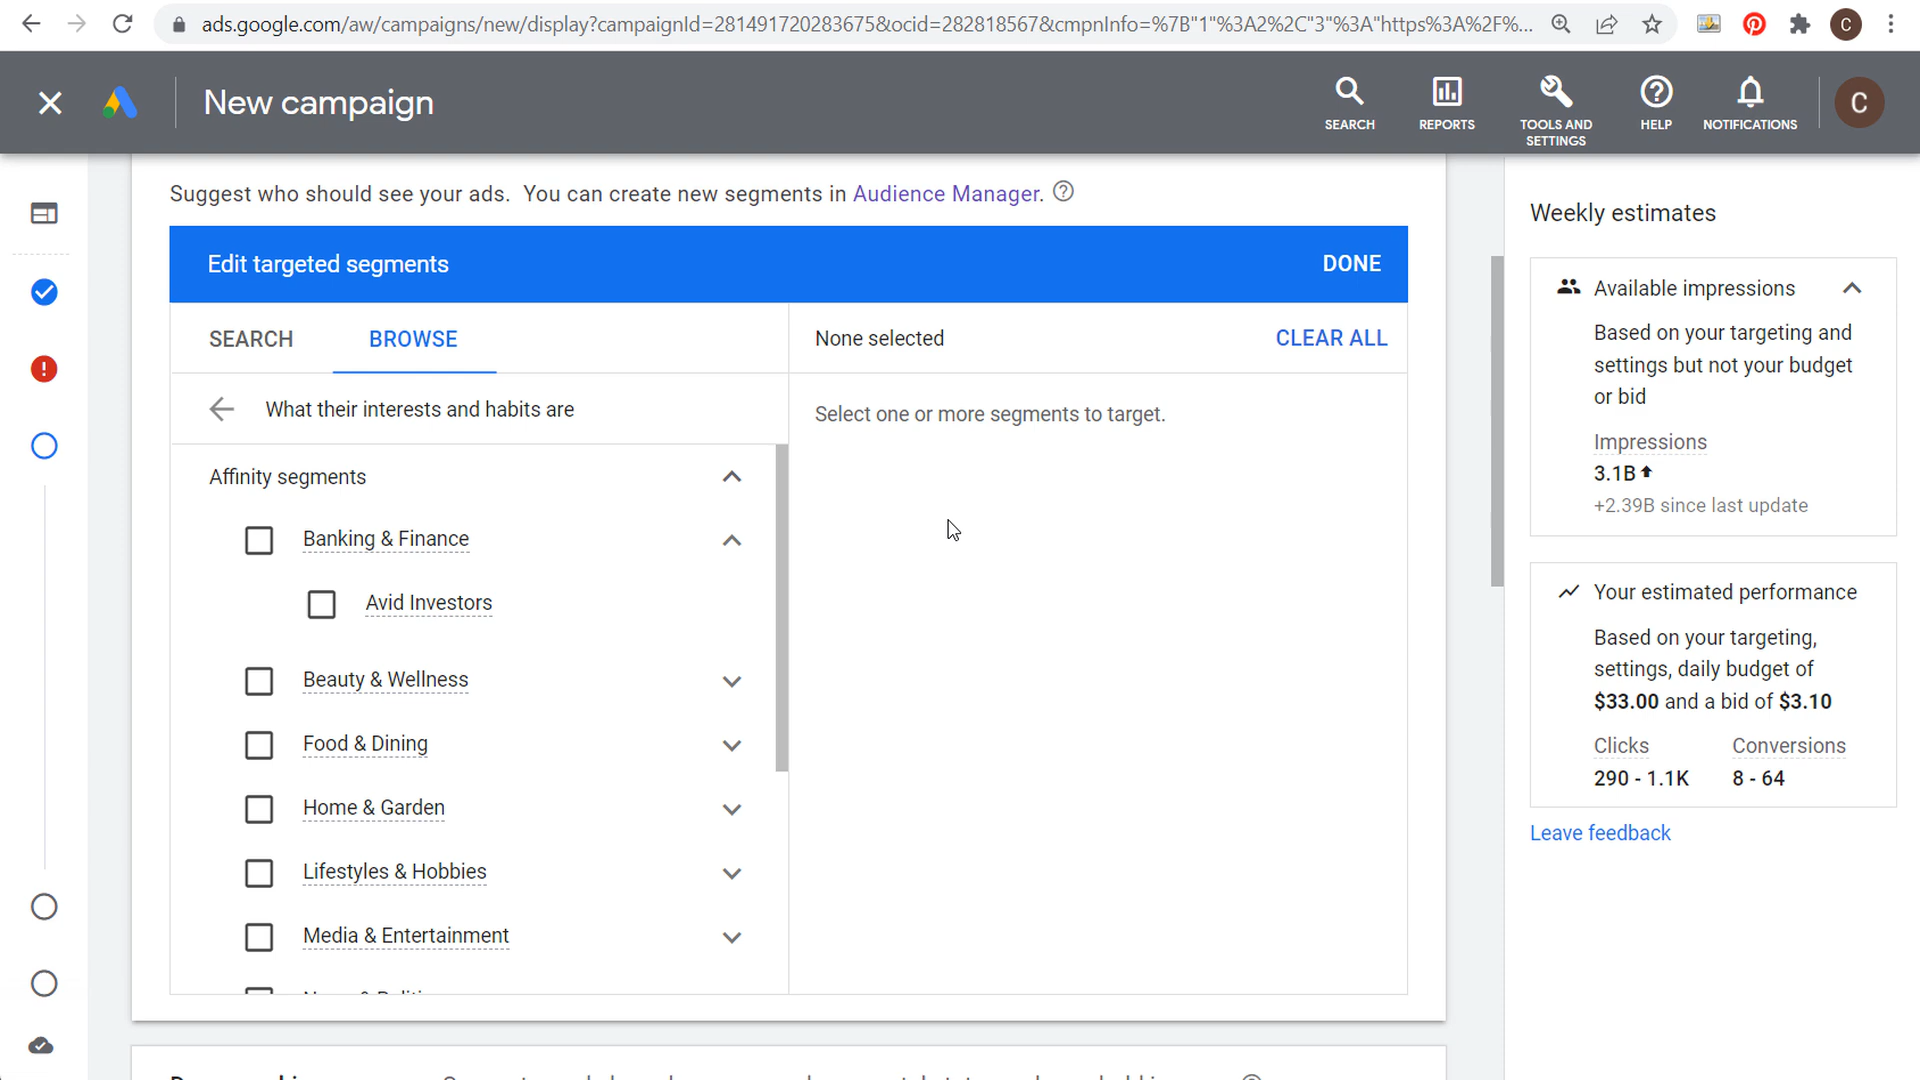 ads.google.com/aw/campaigns/new/display?campaignId=281491720283675&ocid=282818567&cmpnInfo=%7B"1"%3A2%2C"3"%3A"https%3A%2F%...
C
New campaign
SEARCH
REPORTS
TOOLS AND
SETTINGS
HELP
NOTIFICATIONS
C
Suggest who should see your ads. You can create new segments in Audience Manager.
Edit targeted segments
DONE
SEARCH
BROWSE
None selected
CLEAR ALL
What their interests and habits are
Select one or more segments to target.
Affinity segments
Banking & Finance
Avid Investors
Beauty & Wellness
Food & Dining
Home & Garden
Lifestyles & Hobbies
Media & Entertainment
Weekly estimates
Available impressions
Based on your targeting and
settings but not your budget
or bid
Impressions
3.1B
+2.39B since last update
Your estimated performance
Based on your targeting,
settings, daily budget of
$33.00 and a bid of $3.10
Clicks
Conversions
290 - 1.1K
8 - 64
Leave feedback